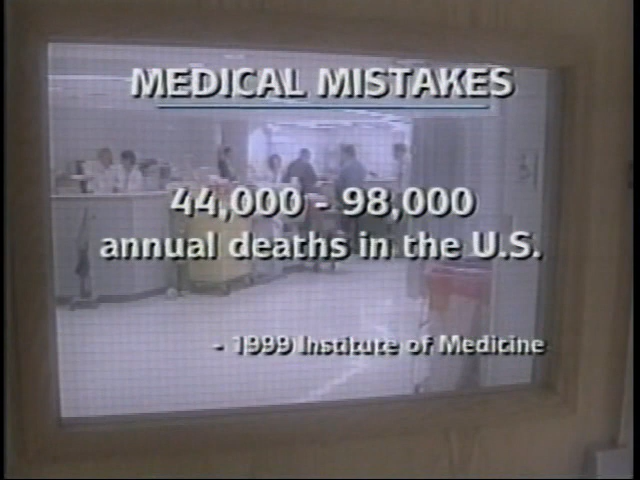 MEDICAL MISTAKES
44,000 - 98,000
annual deaths in the U.S.
- 1999 Institute of Medicine